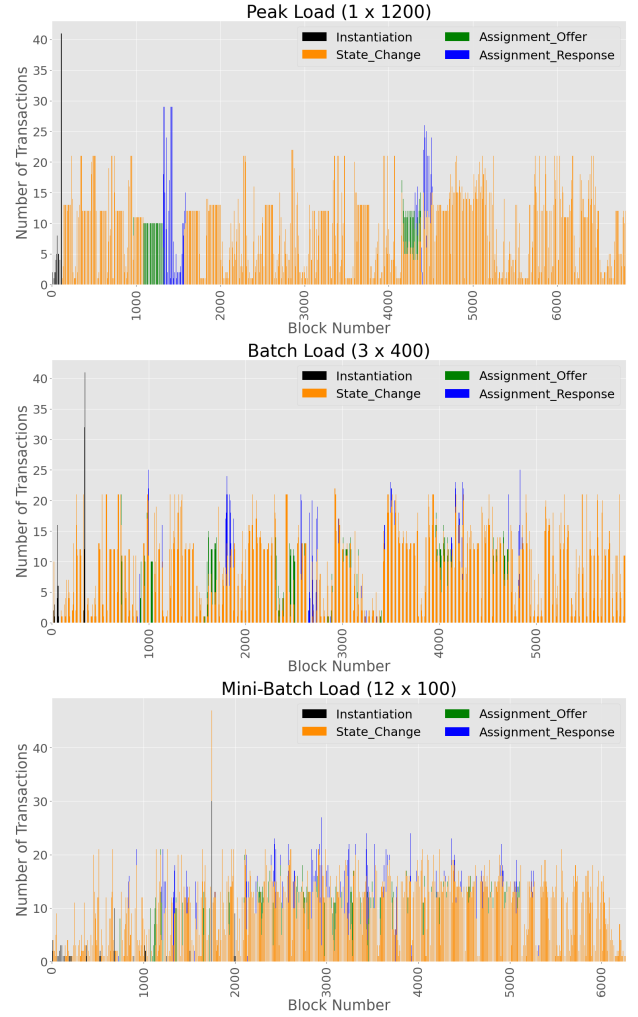 Peak Load (1 x 1200)
Instantiation
State_Change
Assignment_Offer
Assignment_Response
Number of Transactions
40
35
30
25
20
15
10
5
0
0
1000
2000
3000
4000
5000
6000
Block Number
Batch Load (3 x 400)
Instantiation
State_Change
Assignment_Offer
Assignment_Response
Number of Transactions
40
35
30
25
20
15
10
5
0
0
1000
2000
3000
4000
5000
Block Number
Mini-Batch Load (12 x 100)
Instantiation
State_Change
Assignment_Offer
Assignment_Response
Number of Transactions
40
30
20
10
0
0
1000
2000
3000
4000
5000
6000
Block Number